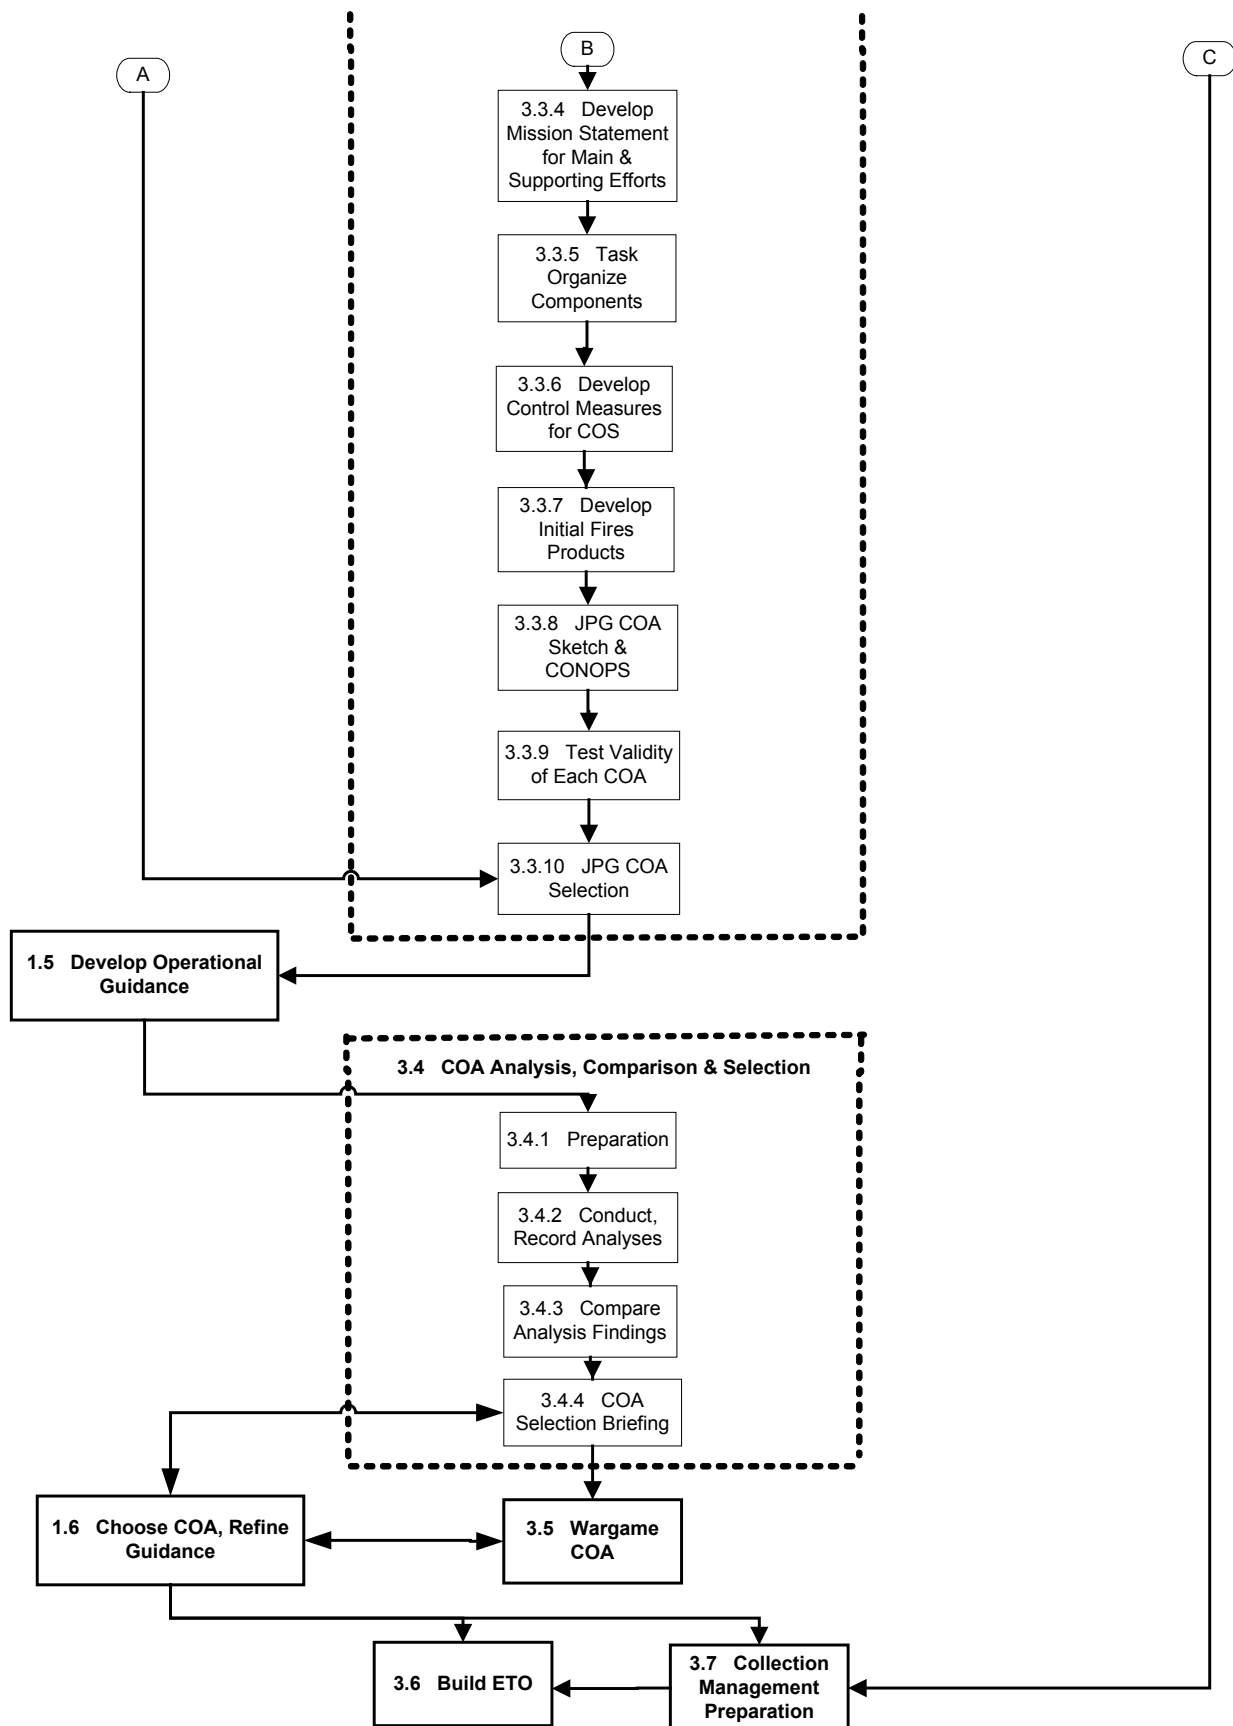 A
B
C
3.3.4 Develop
Mission Statement
for Main &
Supporting Efforts
3.3.5 Task
Organize
Components
3.3.6 Develop
Control Measures
for COS
3.3.7 Develop
Initial Fires
Products
3.3.8 JPG COA
Sketch &
CONOPS
3.3.9 Test Validity
of Each COA
3.3.10 JPG COA
Selection
1.5 Develop Operational
Guidance
3.4 COA Analysis, Comparison & Selection
3.4.1 Preparation
3.4.2 Conduct,
Record Analyses
3.4.3 Compare
Analysis Findings
3.4.4 COA
Selection Briefing
1.6 Choose COA, Refine
Guidance
3.5 Wargame
COA
3.6 Build ETO
3.7 Collection
Management
Preparation